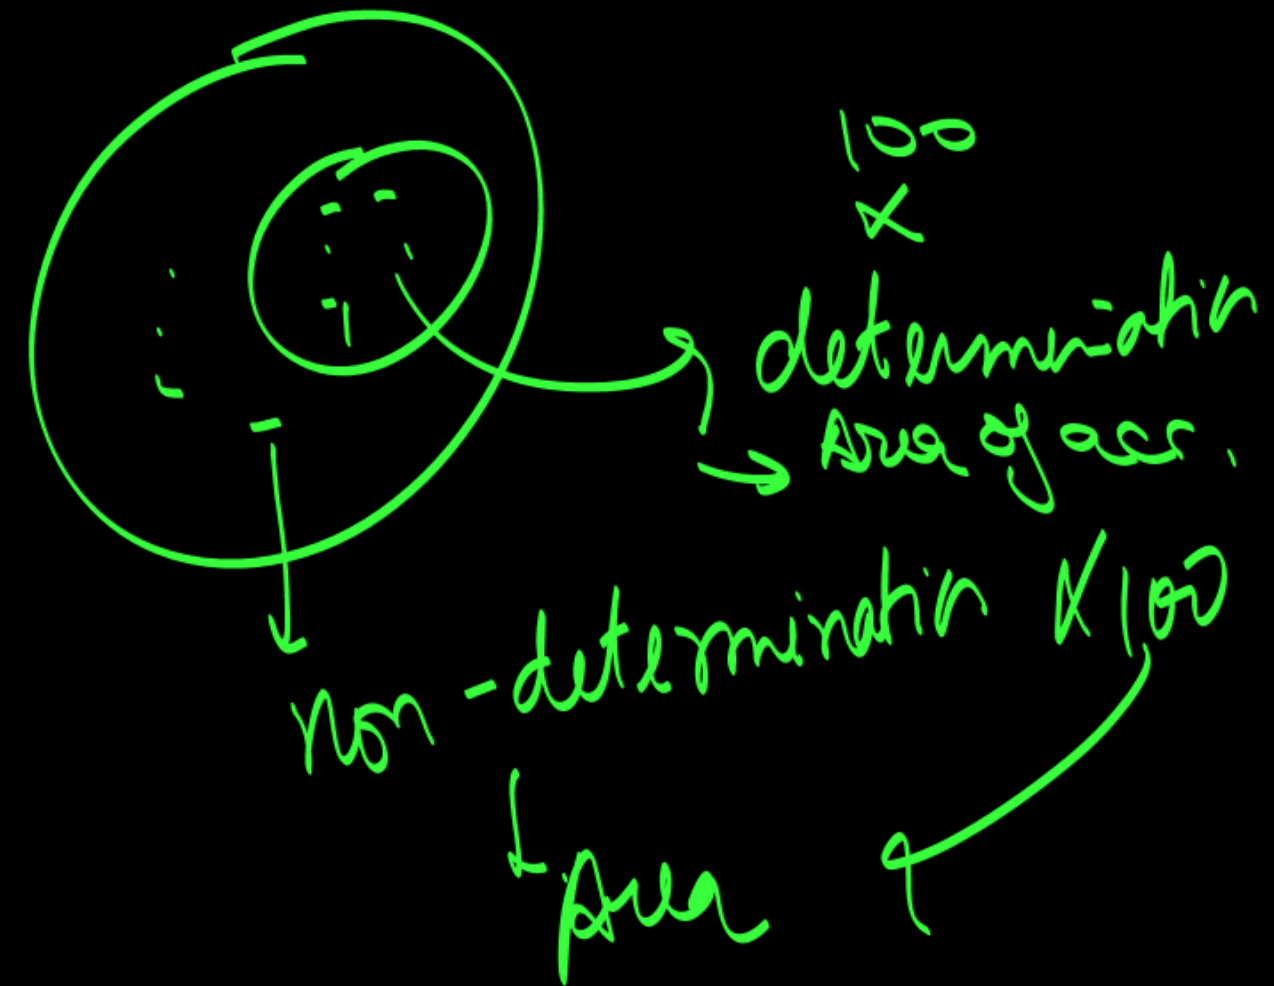 100
×
determination
Area of acc.
non-determination ×100
Area